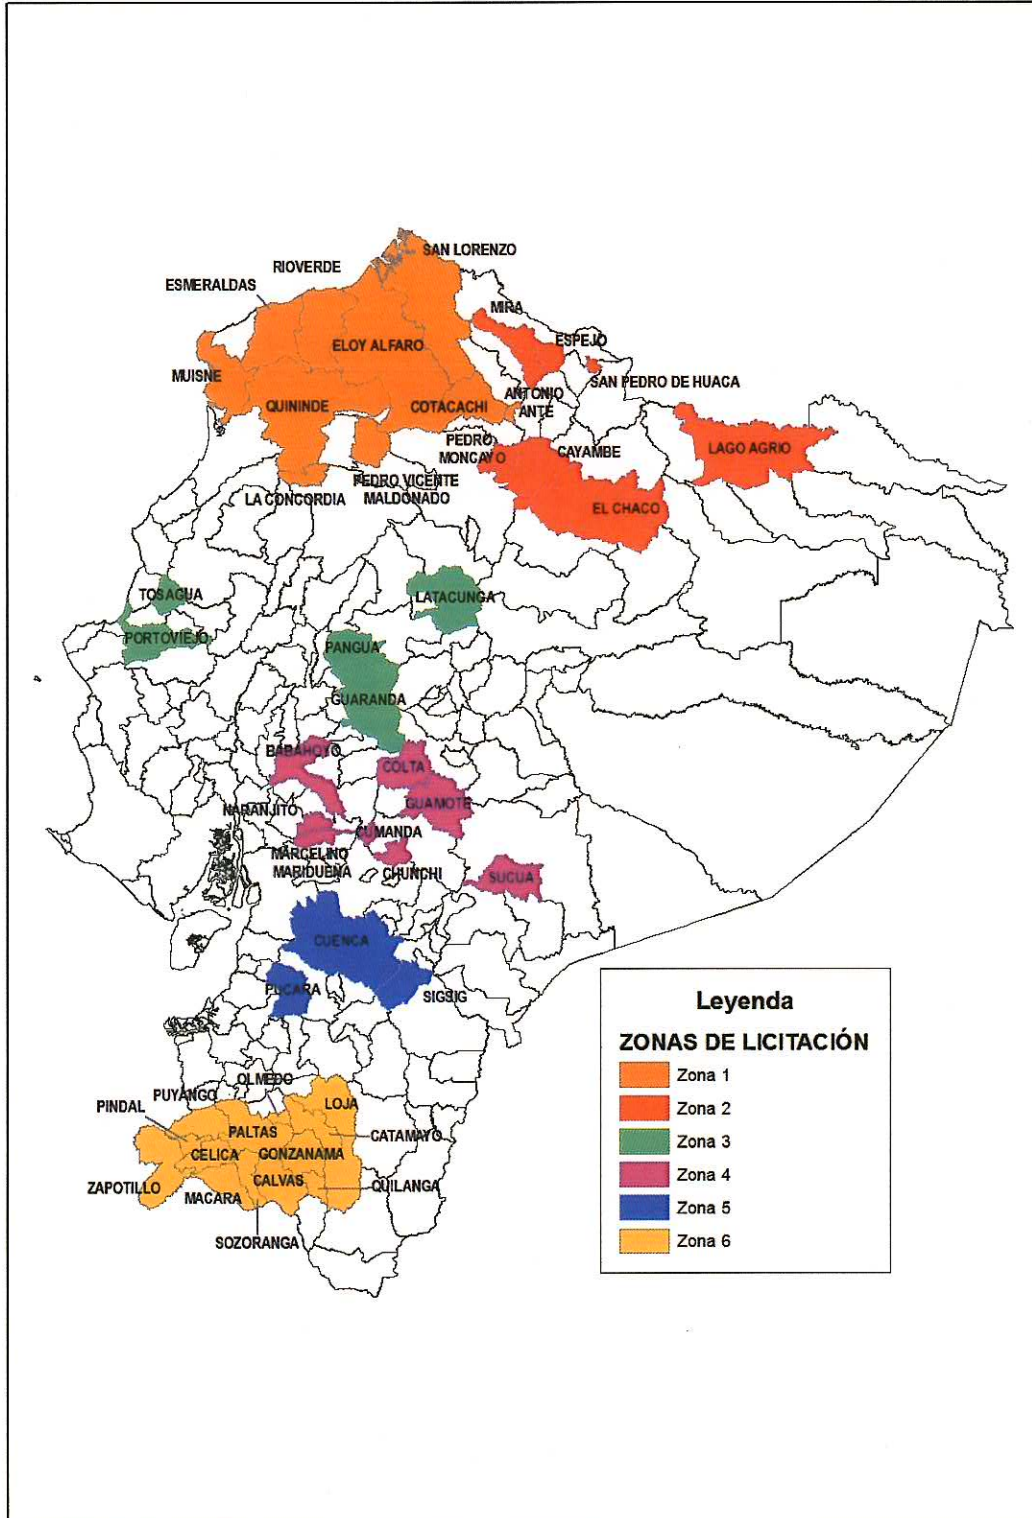 SAN LORENZO
RIOVERDE
ESMERALDAS
MIRA
ESPEJO
ELOY ALFARO
MUISNE
SAN PEDRO DE HUACA
ANTONIO
ANTE
QUININDE
COTACACHI
PEDRO
MONCAYO
CAYAMBE
LAGO AGRIO
PEDRO VICENTE
MALDONADO
LA CONCORDIA
EL CHACO
TOSAGUA
LATACUNGA
PORTOVIEJO
PANGUA
GUARANDA
BABAHOYO
COLTA
GUAMOTE
NARANJITO
CUMANDA
MARCELINO
MARIDUEÑA
CHUNCHI
SUCUA
CUENCA
PUCARA
SIGSIG
OLMEDO
PUYANGO
PINDAL
LOJA
PALTAS
CATAMAYO
CELICA
GONZANAMA
CALVAS
ZAPOTILLO
MACARA
QUILANGA
SOZORANGA
Leyenda
ZONAS DE LICITACIÓN
Zona 1
Zona 2
Zona 3
Zona 4
Zona 5
Zona 6